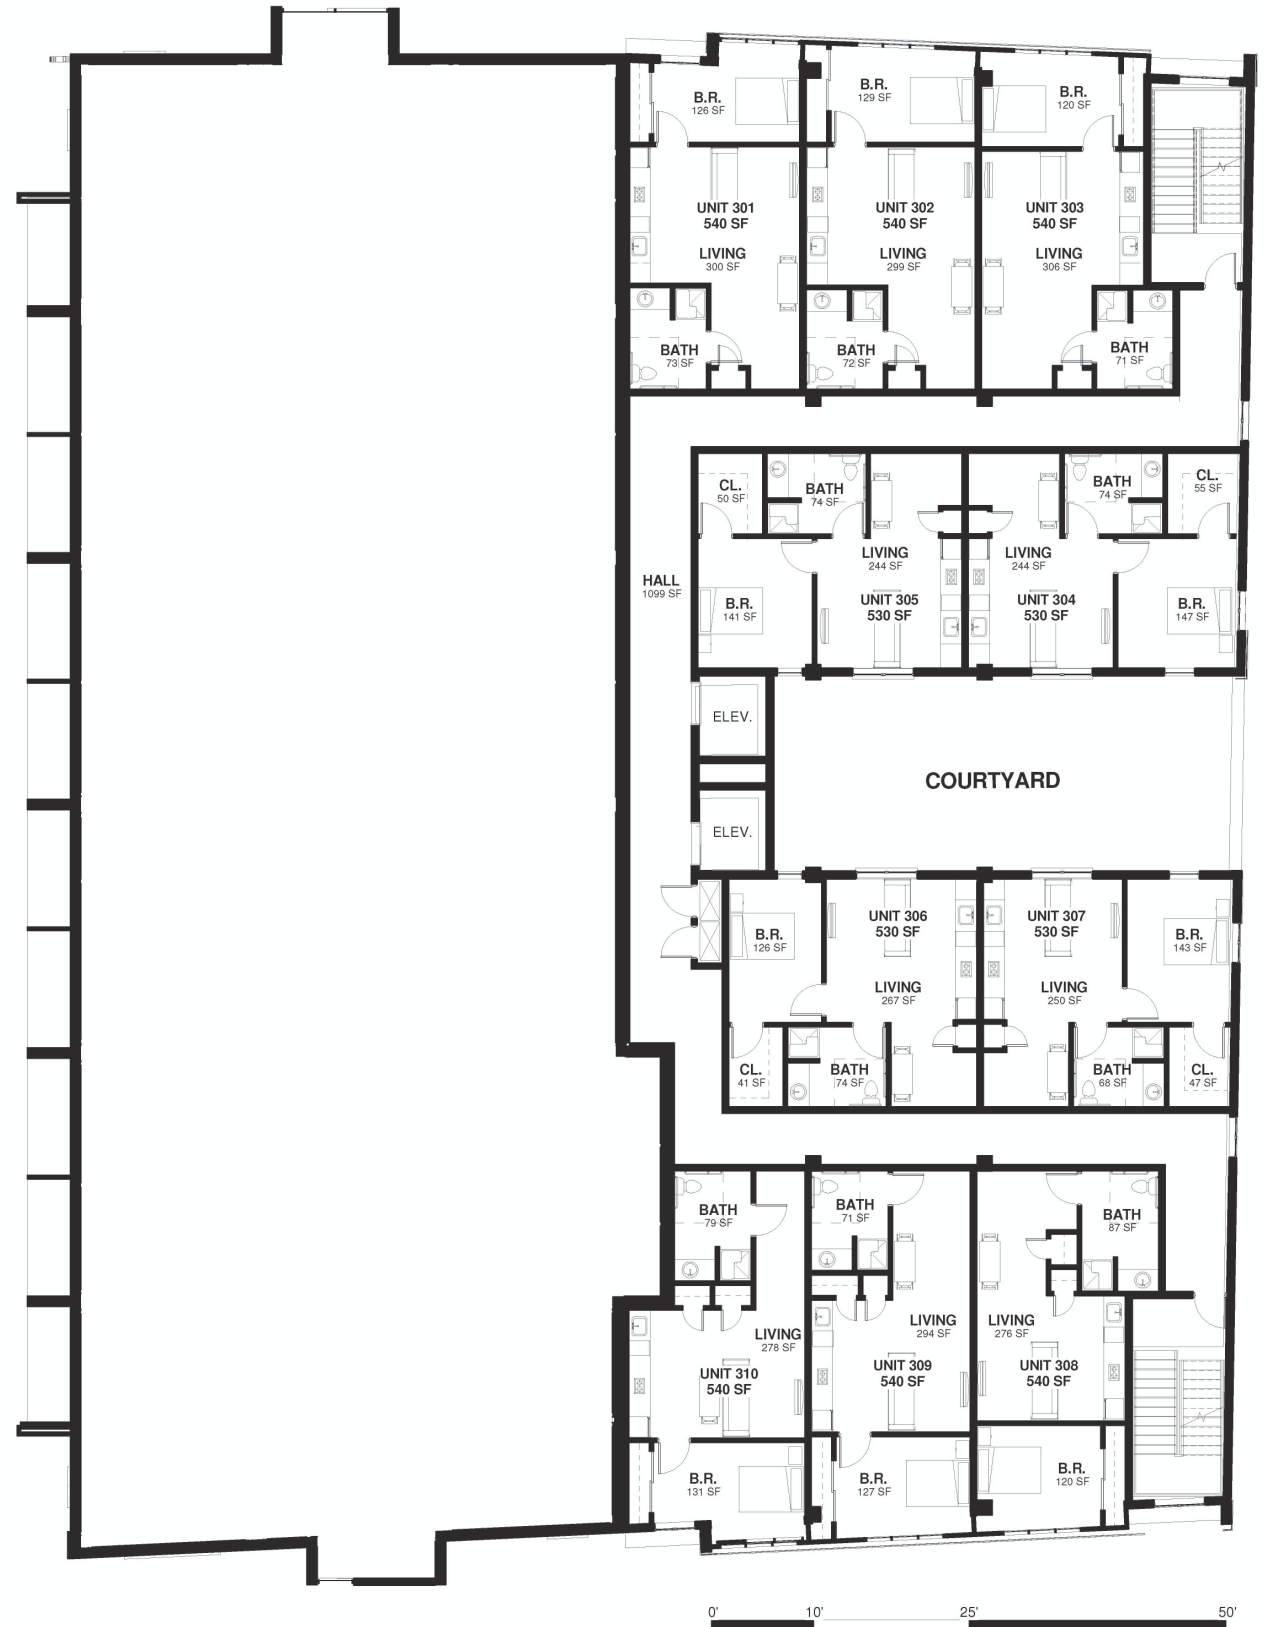 B.R.
126 SF
B.R.
129 SF
B.R.
120 SF
UNIT 301
540 SF
LIVING
300 SF
UNIT 302
540 SF
LIVING
299 SF
UNIT 303
540 SF
LIVING
306 SF
BATH
73 SF
BATH
72 SF
BATH
71 SF
CL.
50 SF
BATH
74 SF
BATH
74 SF
CL.
55 SF
LIVING
244 SF
LIVING
244 SF
HALL
1099 SF
B.R.
141 SF
UNIT 305
530 SF
UNIT 304
530 SF
B.R.
147 SF
ELEV.
COURTYARD
ELEV.
B.R.
126 SF
UNIT 306
530 SF
UNIT 307
530 SF
B.R.
143 SF
LIVING
267 SF
LIVING
250 SF
CL.
41 SF
BATH
74 SF
BATH
68 SF
CL.
47 SF
BATH
79 SF
BATH
71 SF
BATH
87 SF
LIVING
278 SF
LIVING
294 SF
LIVING
276 SF
UNIT 310
540 SF
UNIT 309
540 SF
UNIT 308
540 SF
B.R.
131 SF
B.R.
127 SF
B.R.
120 SF
0' 10' 25' 50'